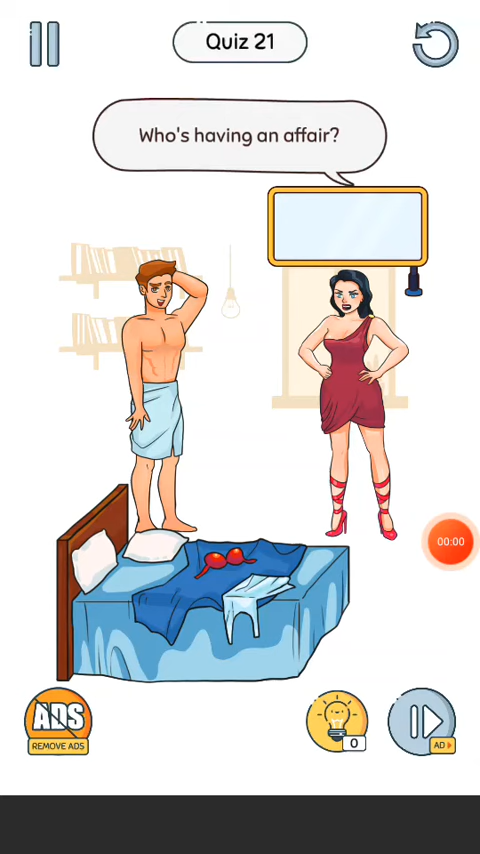 Quiz 21
Who's having an affair?
00:00
ADS
REMOVE ADS
0
AD